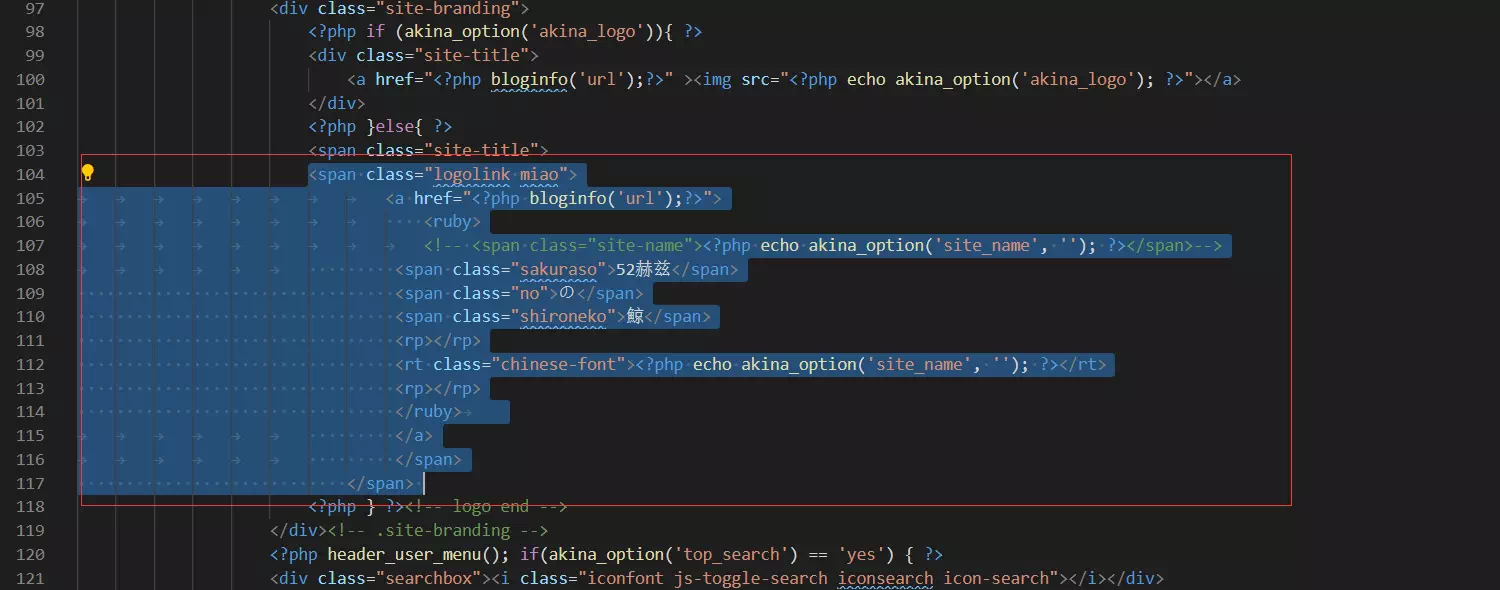 97 <div class="site-branding">
98 <?php if (akina_option('akina_logo')){ ?>
99 <div class="site-title">
100 <a href="<?php bloginfo('url');?>" ><img src="<?php echo akina_option('akina_logo'); ?>"></a>
101 </div>
102 <?php }else{ ?>
103 <span class="site-title">
104 <span class="logolink miao">
105 <a href="<?php bloginfo('url');?>">
106 <ruby>
107 <!-- <span class="site-name"><?php echo akina_option('site_name', ''); ?></span>-->
108 <span class="sakuraso">52赫兹</span>
109 <span class="no">の</span>
110 <span class="shironeko">鲸</span>
111 <rp></rp>
112 <rt class="chinese-font"><?php echo akina_option('site_name', ''); ?></rt>
113 <rp></rp>
114 </ruby>
115 </a>
116 </span>
117 </span>
118 <?php } ?><!-- logo end -->
119 </div><!-- .site-branding -->
120 <?php header_user_menu(); if(akina_option('top_search') == 'yes') { ?>
121 <div class="searchbox"><i class="iconfont js-toggle-search iconsearch icon-search"></i></div>